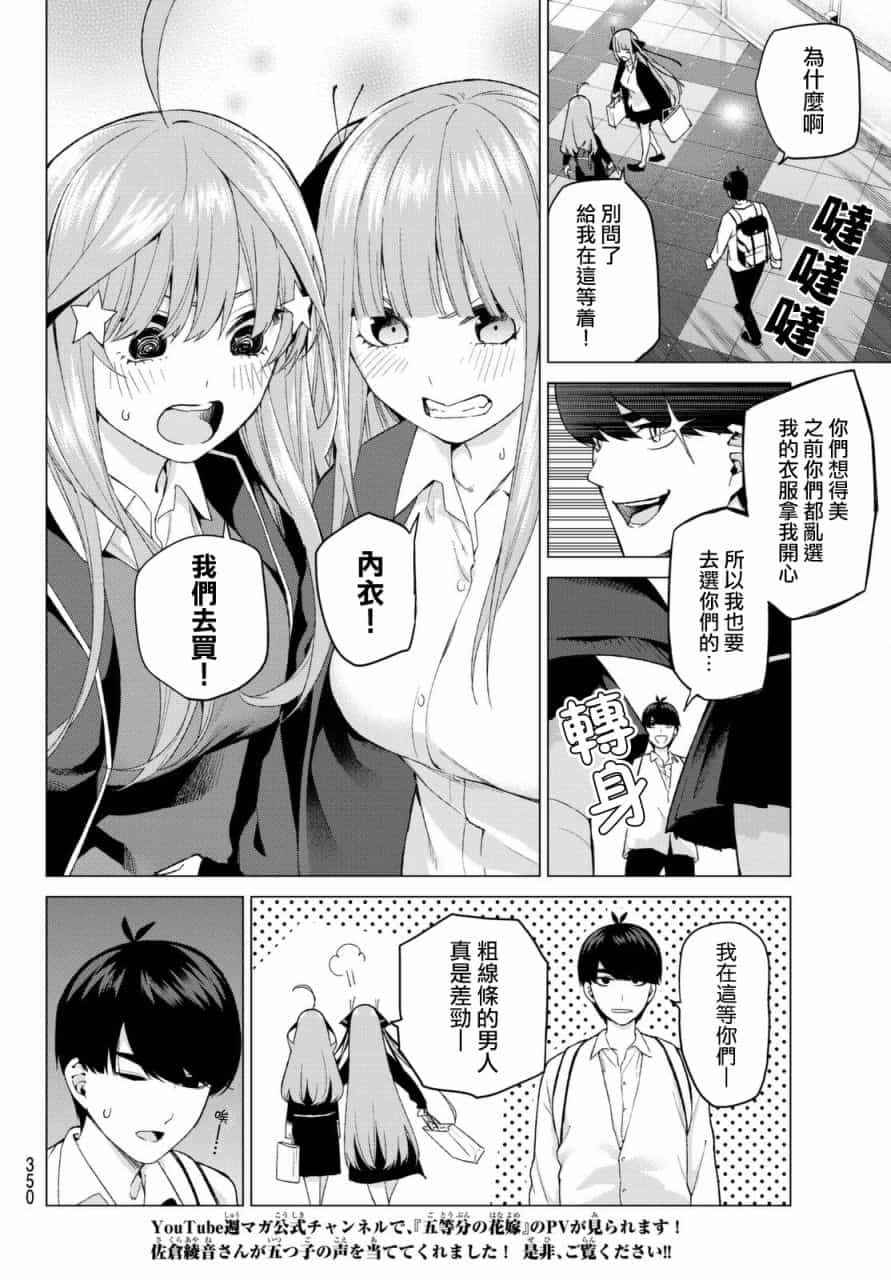 為什麼啊
別問了
給我在這等着！
噠噠噠
你們想得美
之前你們都亂選
我的衣服拿我開心
所以我也要
去選你們的…
轉身
內衣！
我們去買！
我在這等你們ー
粗線條的男人
真是差勁ー
唉ー
350
YouTube週マガ公式チャンネルで、『五等分の花嫁』のPVが見られます！
佐倉綾音さんが五つ子の声を当ててくれました！ 是非、ご覧ください!!